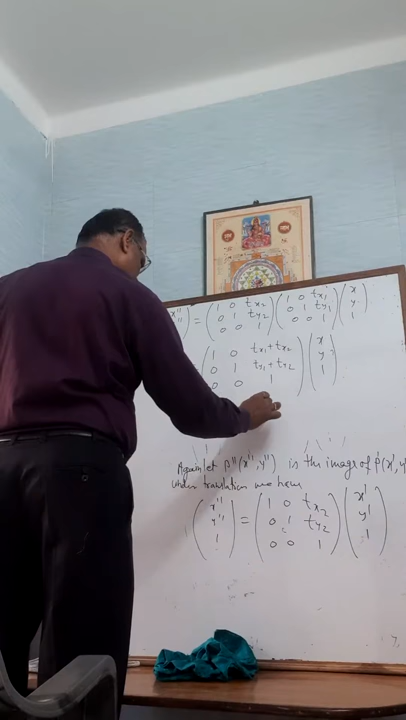 x'' = ( 1 0 tx2 ) ( 1 0 tx1 ) ( x )
0 1 ty2 0 1 ty1 y
0 0 1 0 0 1 1
( 1 0 tx1+tx2 ) ( x )
0 1 ty1+ty2 y
0 0 1 1
Again let P''(x'',y'') is the image of P'(x',y'
Under translation we have
( x'' ) = ( 1 0 tx2 ) ( x' )
y'' 0 1 ty2 y'
1 0 0 1 1